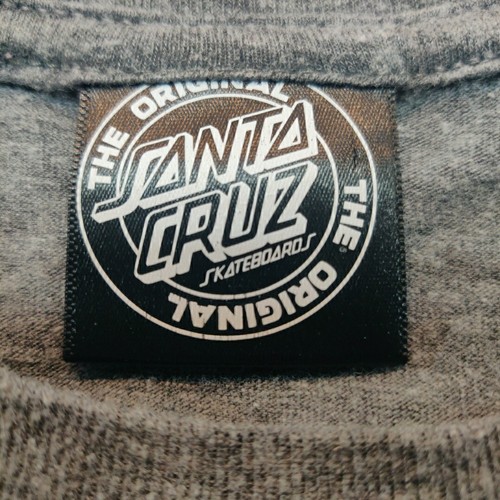 THE ORIGINAL
SANTA
CRUZ
SKATEBOARDS
THE ORIGINAL